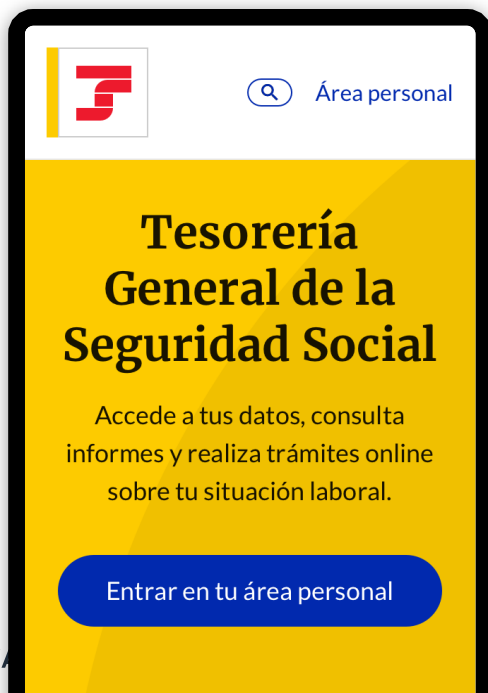 Área personal
Tesorería
General de la
Seguridad Social
Accede a tus datos, consulta
informes y realiza trámites online
sobre tu situación laboral.
Entrar en tu área personal